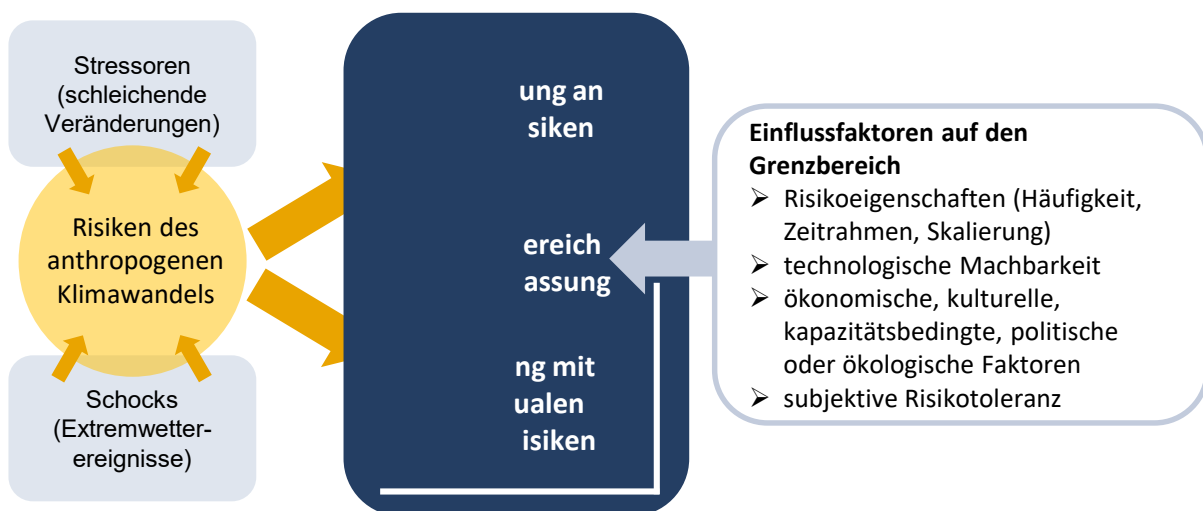 Stressoren
(schleichende
Veränderungen)
Risiken des
anthropogenen
Klimawandels
Schocks
(Extremwetter-
ereignisse)
ung an
siken
ereich
assung
ng mit
ualen
isiken
Einflussfaktoren auf den
Grenzbereich
➢ Risikoeigenschaften (Häufigkeit,
Zeitrahmen, Skalierung)
➢ technologische Machbarkeit
➢ ökonomische, kulturelle,
kapazitätsbedingte, politische
oder ökologische Faktoren
➢ subjektive Risikotoleranz